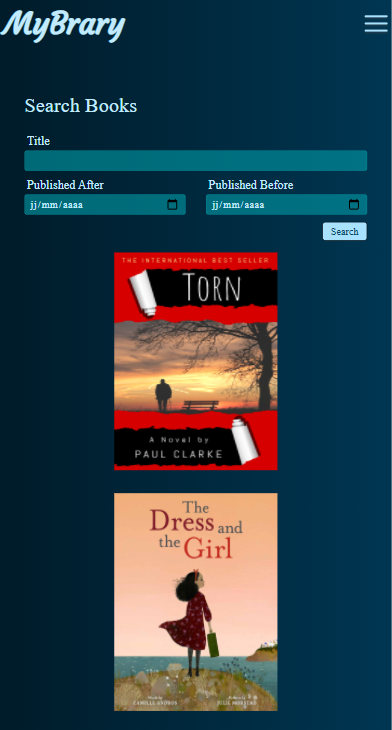 MyBrary
Search Books
Title
Published After
Published Before
jj/mm/aaaa
jj/mm/aaaa
Search
THE INTERNATIONAL BEST SELLER
TORN
A Novel by
PAUL CLARKE
The
Dress and
the Girl
CAMILLE ANDROS
JULIE MORSTAD